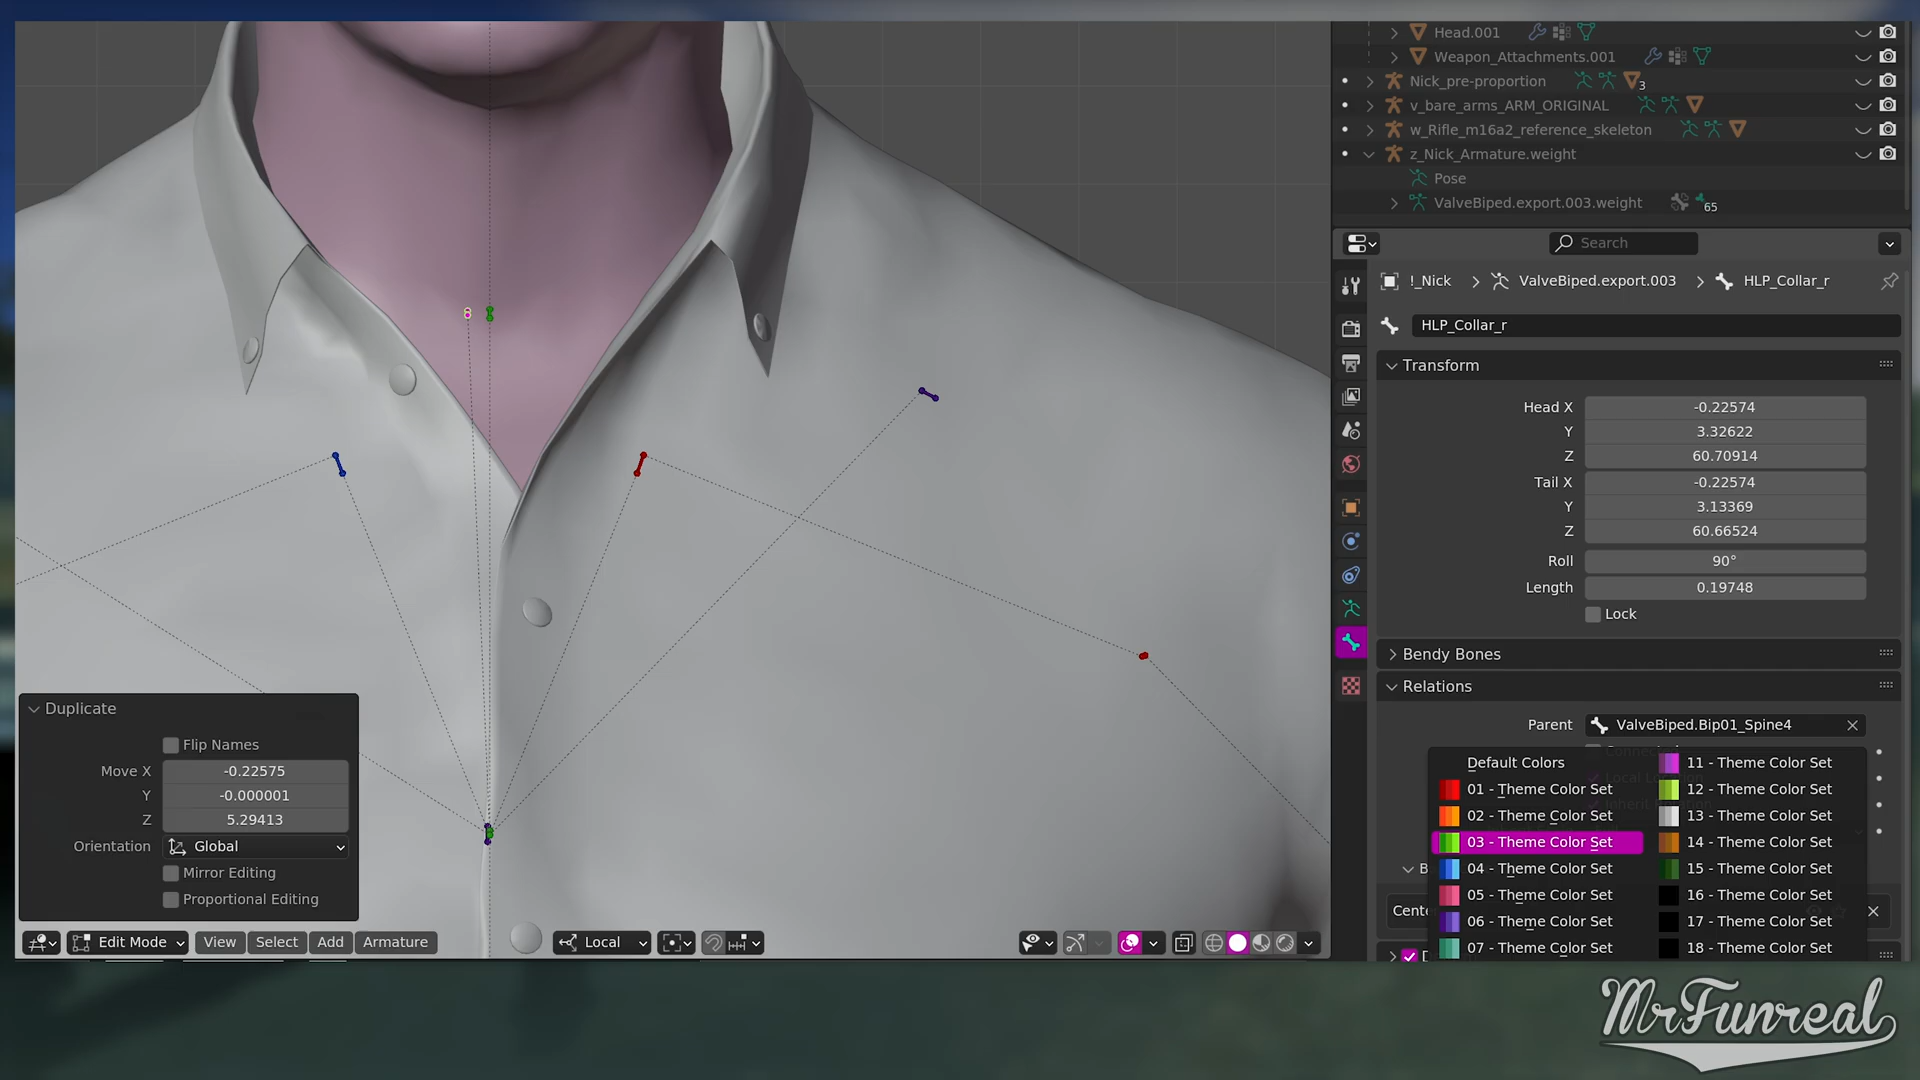 Head.001
Weapon_Attachments.001
Nick_pre-proportion
3
v_bare_arms_ARM_ORIGINAL
w_Rifle_m16a2_reference_skeleton
z_Nick_Armature.weight
Pose
ValveBiped.export.003.weight
65
Search
!_Nick
ValveBiped.export.003
HLP_Collar_r
HLP_Collar_r
Transform
Head X -0.22574
Y 3.32622
Z 60.70914
Tail X -0.22574
Y 3.13369
Z 60.66524
Roll 90°
Length 0.19748
Lock
Bendy Bones
Relations
Parent ValveBiped.Bip01_Spine4
Default Colors
01 - Theme Color Set
02 - Theme Color Set
03 - Theme Color Set
04 - Theme Color Set
05 - Theme Color Set
06 - Theme Color Set
07 - Theme Color Set
11 - Theme Color Set
12 - Theme Color Set
13 - Theme Color Set
14 - Theme Color Set
15 - Theme Color Set
16 - Theme Color Set
17 - Theme Color Set
18 - Theme Color Set
B
Cente
Duplicate
Flip Names
Move X -0.22575
Y -0.000001
Z 5.29413
Orientation Global
Mirror Editing
Proportional Editing
Edit Mode View Select Add Armature Local
MrFunreal